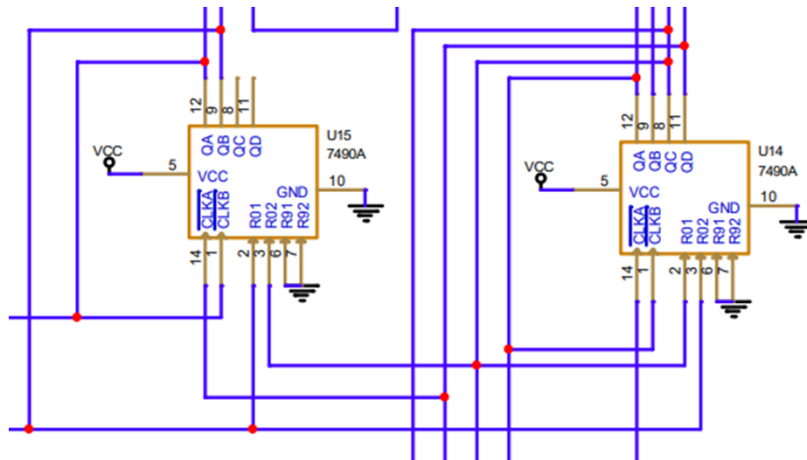 12
9
8
11
QA
QB
QC
QD
U15
7490A
VCC
5
VCC
GND
10
CLKA
CLKB
R01
R02
R91
R92
14
1
2
3
6
7
12
9
8
11
QA
QB
QC
QD
U14
7490A
VCC
5
VCC
GND
10
CLKA
CLKB
R01
R02
R91
R92
14
1
2
3
6
7